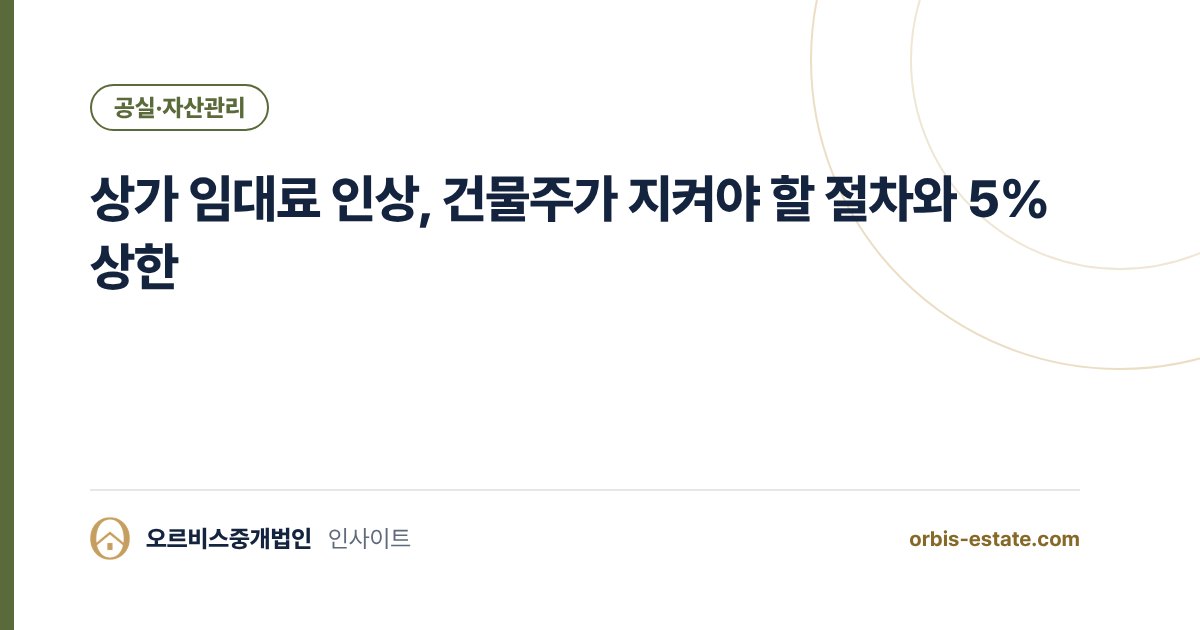 공실·자산관리
상가 임대료 인상, 건물주가 지켜야 할 절차와 5%
상한
오르비스중개법인 인사이트
orbis-estate.com